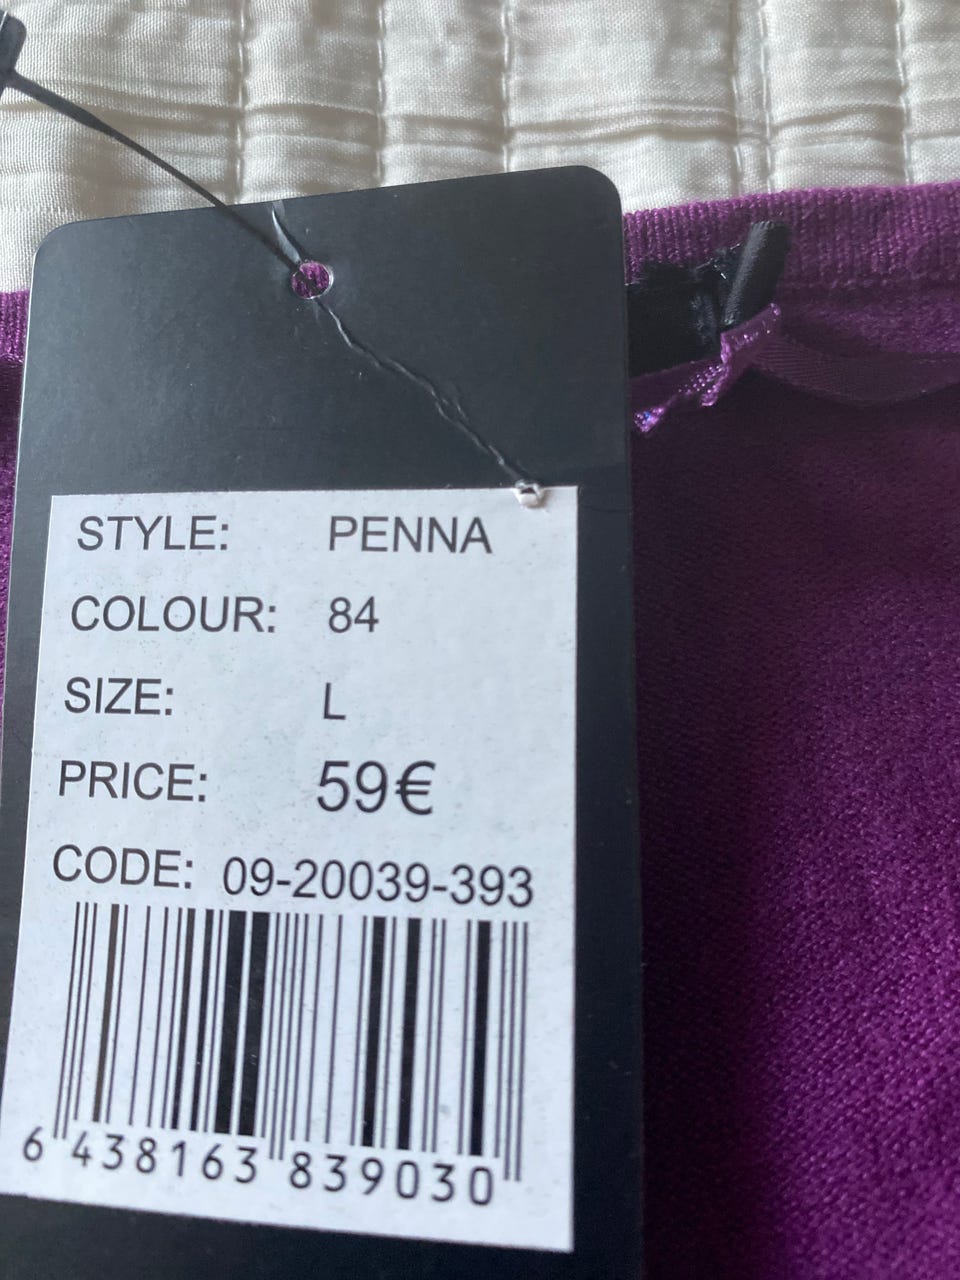 STYLE: PENNA
COLOUR: 84
SIZE: L
PRICE: 59€
CODE: 09-20039-393
6 438163 839030